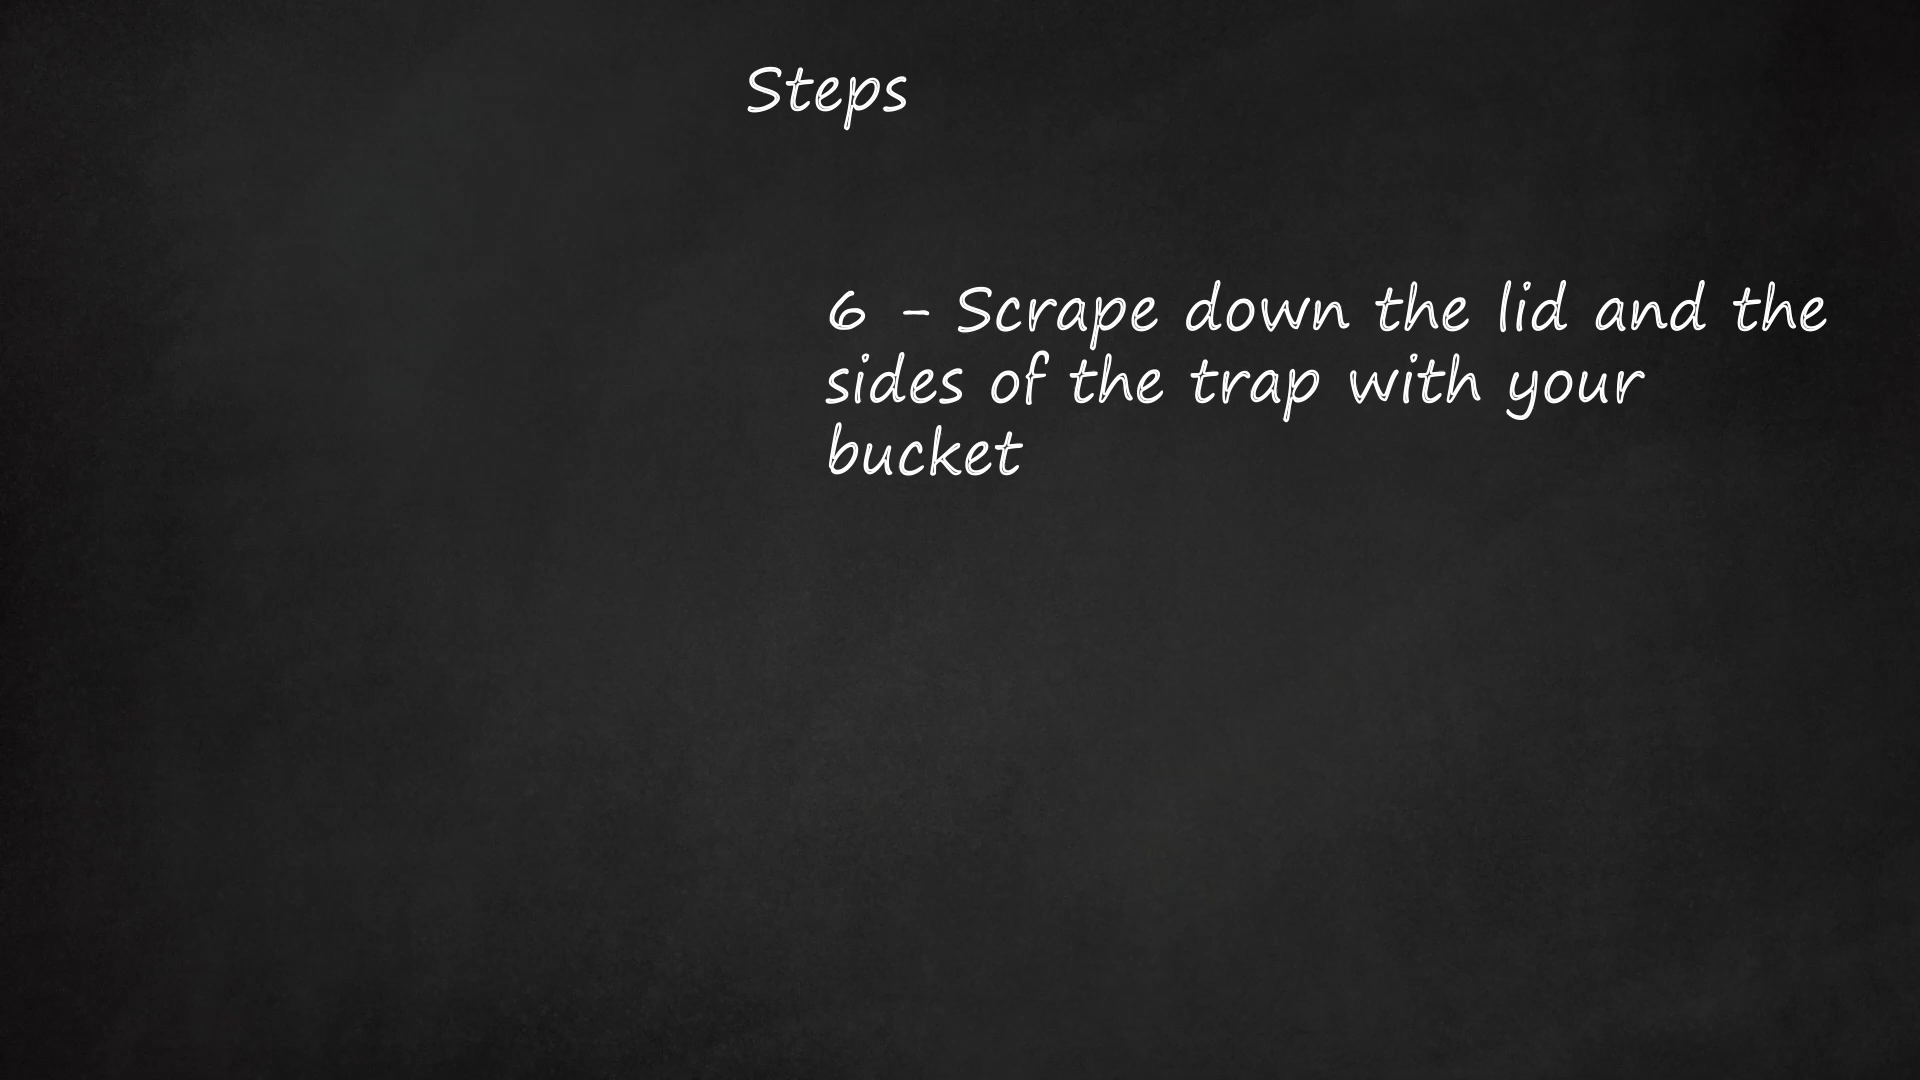 Steps
6 - Scrape down the lid and the
sides of the trap with your
bucket